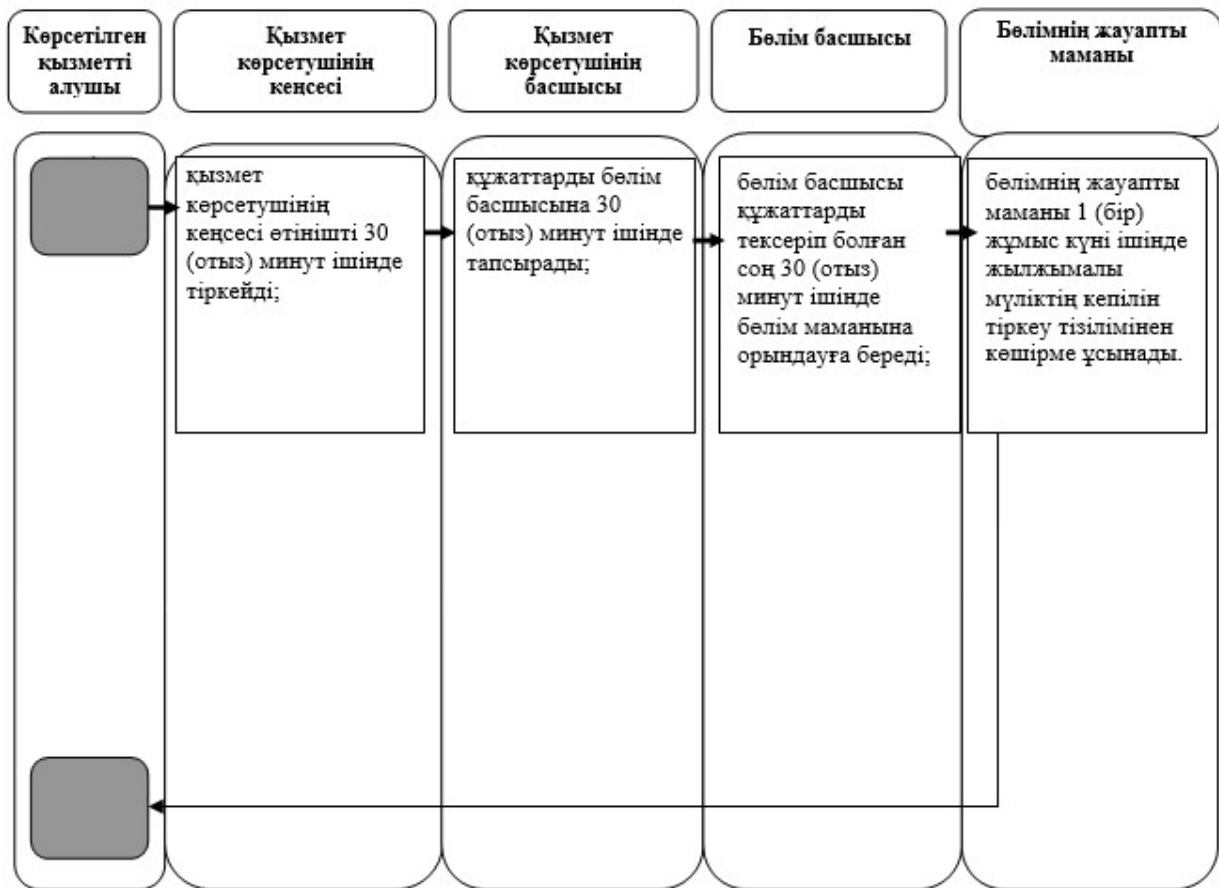 Көрсетілген
қызметті
алушы
Қызмет
көрсетушінің
кеңсесі
Қызмет
көрсетушінің
басшысы
Бөлім басшысы
Бөлімнің жауапты
маманы
қызмет
көрсетушінің
кеңсесі өтінішті 30
(отыз) минут ішінде
тіркейді;
құжаттарды бөлім
басшысына 30
(отыз) минут ішінде
тапсырады;
бөлім басшысы
құжаттарды
тексеріп болған
соң 30 (отыз)
минут ішінде
бөлім маманына
орындауға береді;
бөлімнің жауапты
маманы 1 (бір)
жұмыс күні ішінде
жылжымалы
мүліктің кепілін
тіркеу тізілімінен
көшірме ұсынады.